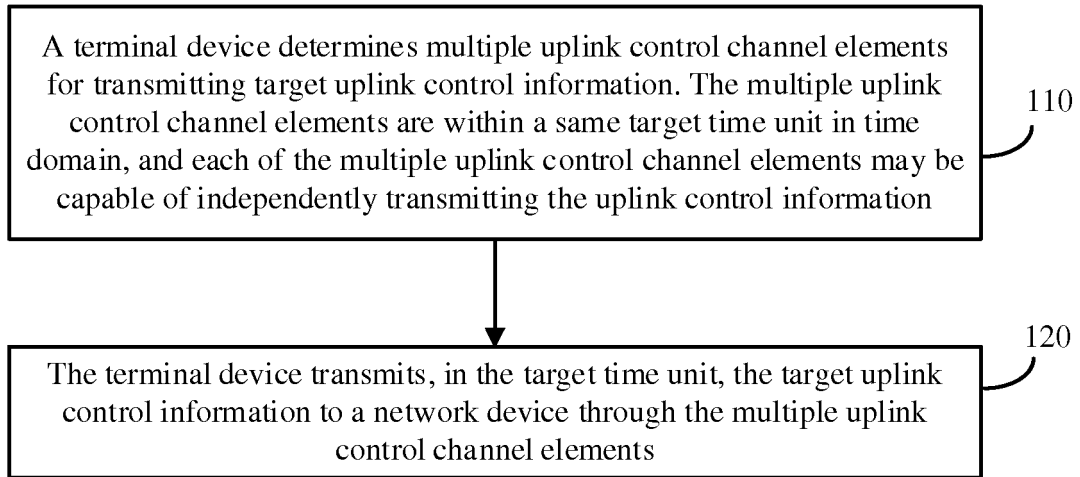 A terminal device determines multiple uplink control channel elements
for transmitting target uplink control information. The multiple uplink
control channel elements are within a same target time unit in time
domain, and each of the multiple uplink control channel elements may be
capable of independently transmitting the uplink control information
110
The terminal device transmits, in the target time unit, the target uplink
control information to a network device through the multiple uplink
control channel elements
120